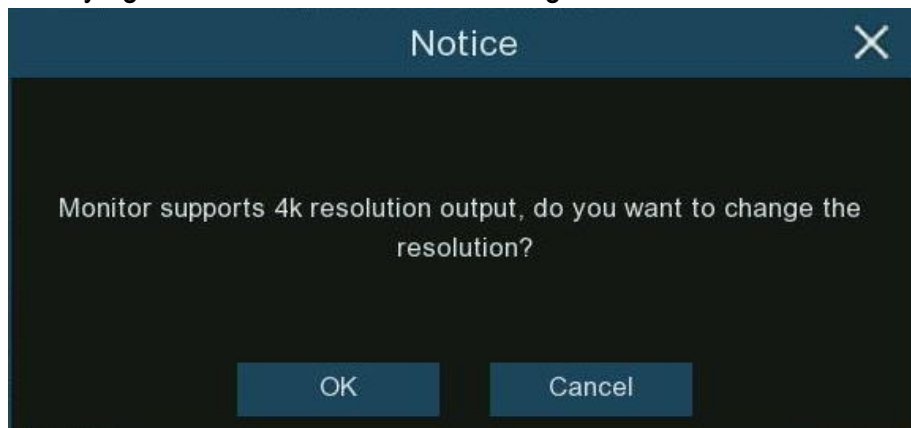 Notice
Monitor supports 4k resolution output, do you want to change the
resolution?
OK Cancel